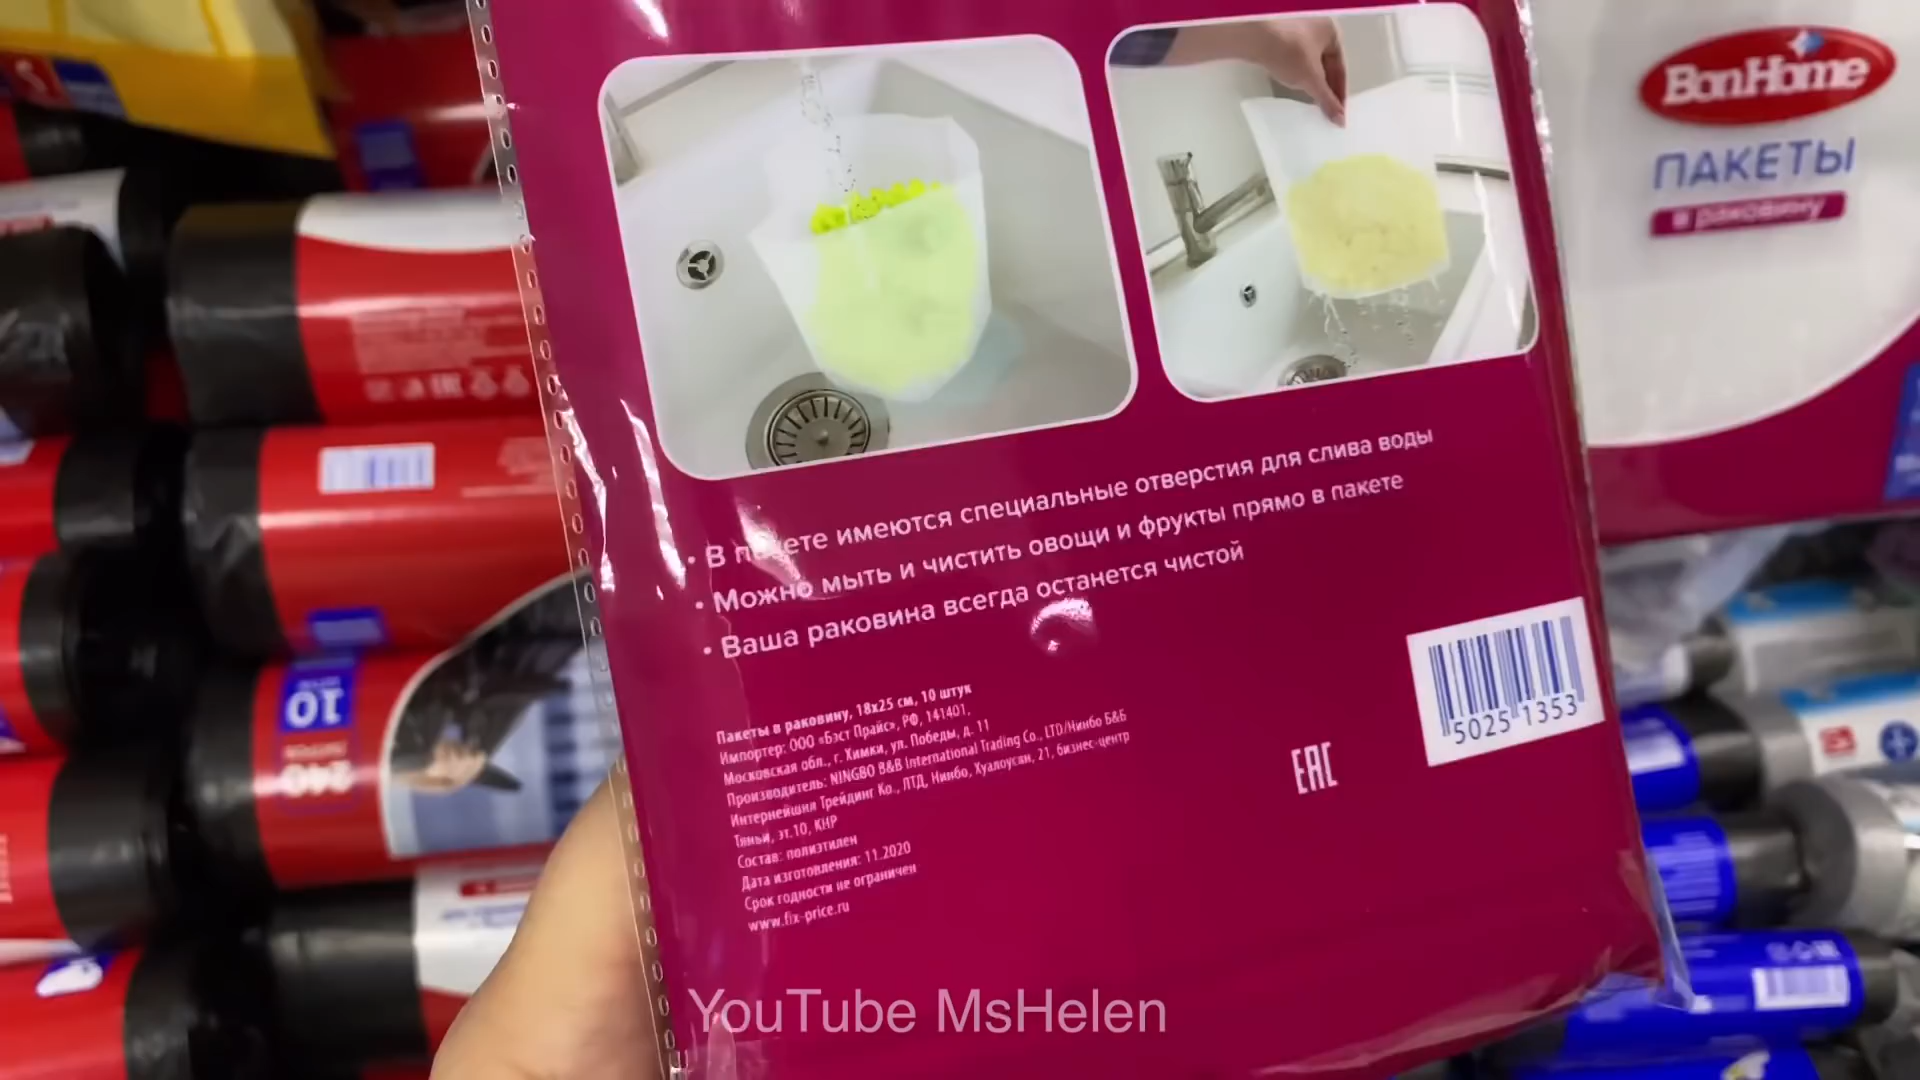 BonHome
ПАКЕТЫ
в раковину
• В пакете имеются специальные отверстия для слива воды
• Можно мыть и чистить овощи и фрукты прямо в пакете
• Ваша раковина всегда останется чистой
Пакеты в раковину, 18х25 см, 10 штук
Импортер: ООО «Бэст Прайс», РФ, 141401,
Московская обл., г. Химки, ул. Победы, д. 11
Производитель: NINGBO B&B International Trading Co., LTD/Нинбо Б&Б
Интернейшнл Трейдинг Ко., ЛТД, Нинбо, Хуалоусян, 21, бизнес-центр
Тяньи, эт.10, КНР
Состав: полиэтилен
Дата изготовления: 11.2020
Срок годности не ограничен
www.fix-price.ru
EAC
5025 1353
10
240
YouTube MsHelen